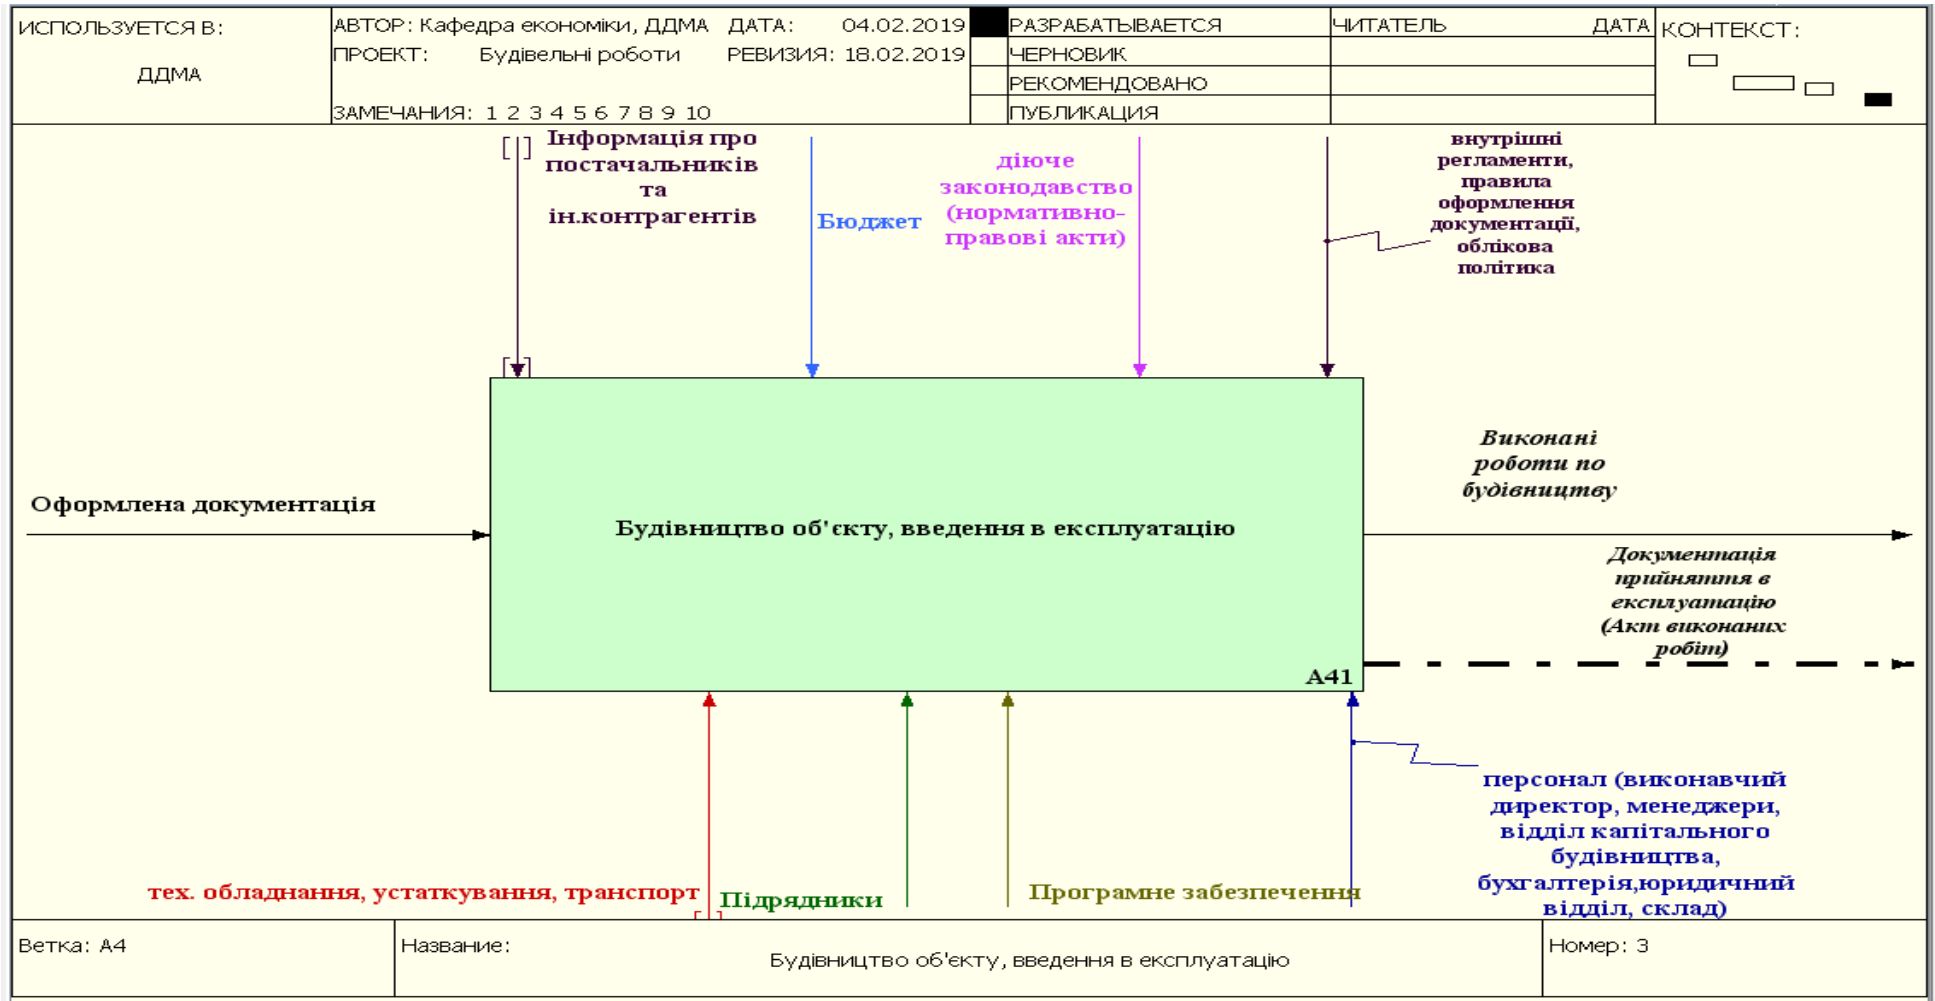 ИСПОЛЬЗУЕТСЯ В:
ДДМА
АВТОР: Кафедра економіки, ДДМА ДАТА: 04.02.2019
ПРОЕКТ: Будівельні роботи РЕВИЗИЯ: 18.02.2019
ЗАМЕЧАНИЯ: 1 2 3 4 5 6 7 8 9 10
РАЗРАБАТЫВАЕТСЯ
ЧЕРНОВИК
РЕКОМЕНДОВАНО
ПУБЛИКАЦИЯ
ЧИТАТЕЛЬ ДАТА
КОНТЕКСТ:
Інформація про
постачальників
та
ін.контрагентів
Бюджет
діюче
законодавство
(нормативно-
правові акти)
внутрішні
регламенти,
правила
оформлення
документації,
облікова
політика
Оформлена документація
Будівництво об'єкту, введення в експлуатацію
A41
Виконані
роботи по
будівництву
Документація
прийняття в
експлуатацію
(Акт виконаних
робіт)
тех. обладнання, устаткування, транспорт
Підрядники
Програмне забезпечення
персонал (виконавчий
директор, менеджери,
відділ капітального
будівництва,
бухгалтерія,юридичний
відділ, склад)
Ветка: A4
Название:
Будівництво об'єкту, введення в експлуатацію
Номер: 3